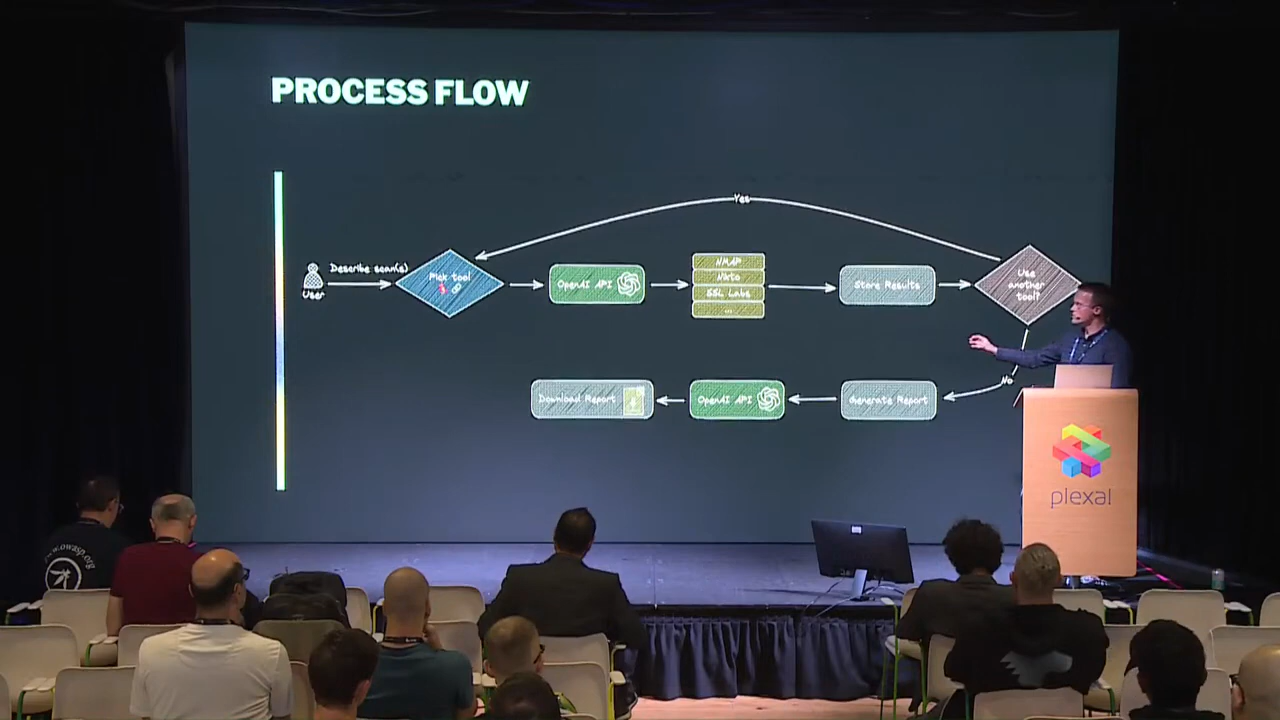 PROCESS FLOW
Yes
Describe scan(s)
User
Pick tool
OpenAI API
NMAP
Nikto
SSL Labs
...
Store Results
Use
another
tool?
No
Download Report
OpenAI API
Generate Report
plexal
www.owasp.org